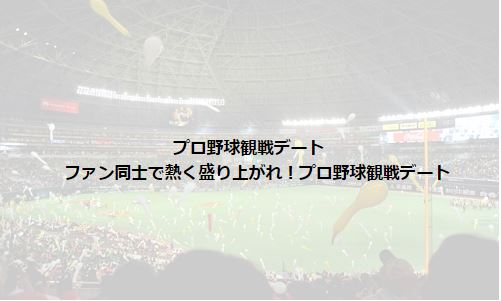 プロ野球観戦デート
ファン同士で熱く盛り上がれ！プロ野球観戦デート